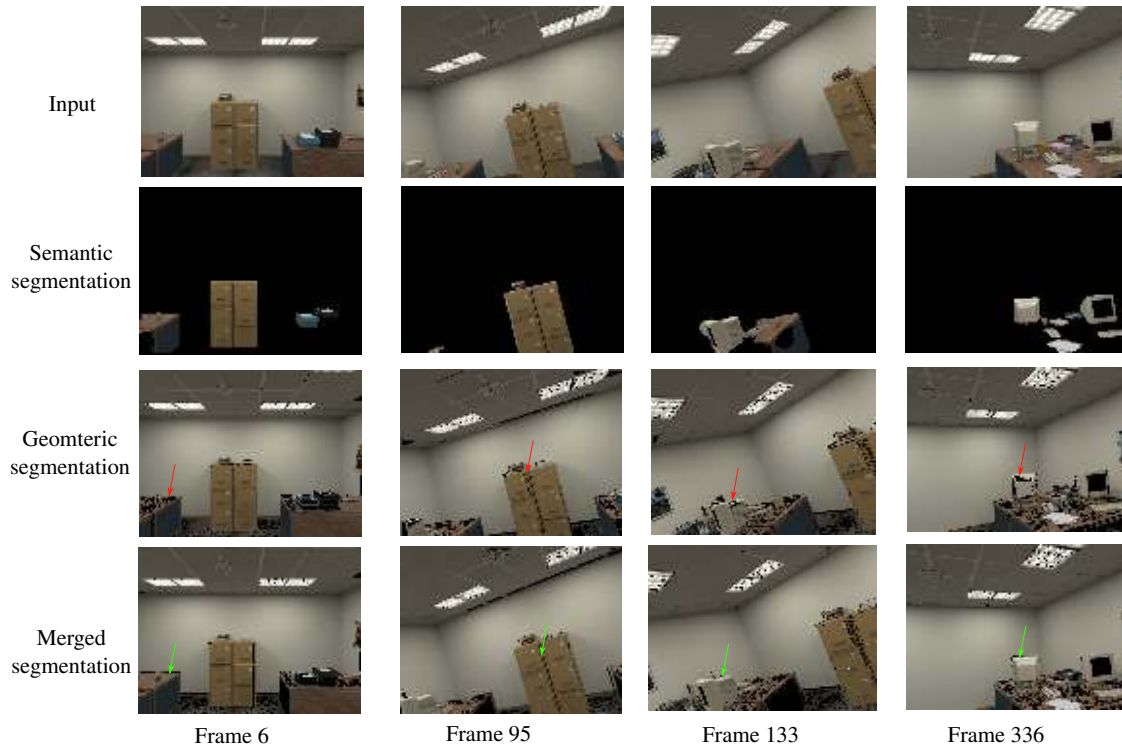 Input
Semantic
segmentation
Geomteric
segmentation
Merged
segmentation
Frame 6
Frame 95
Frame 133
Frame 336